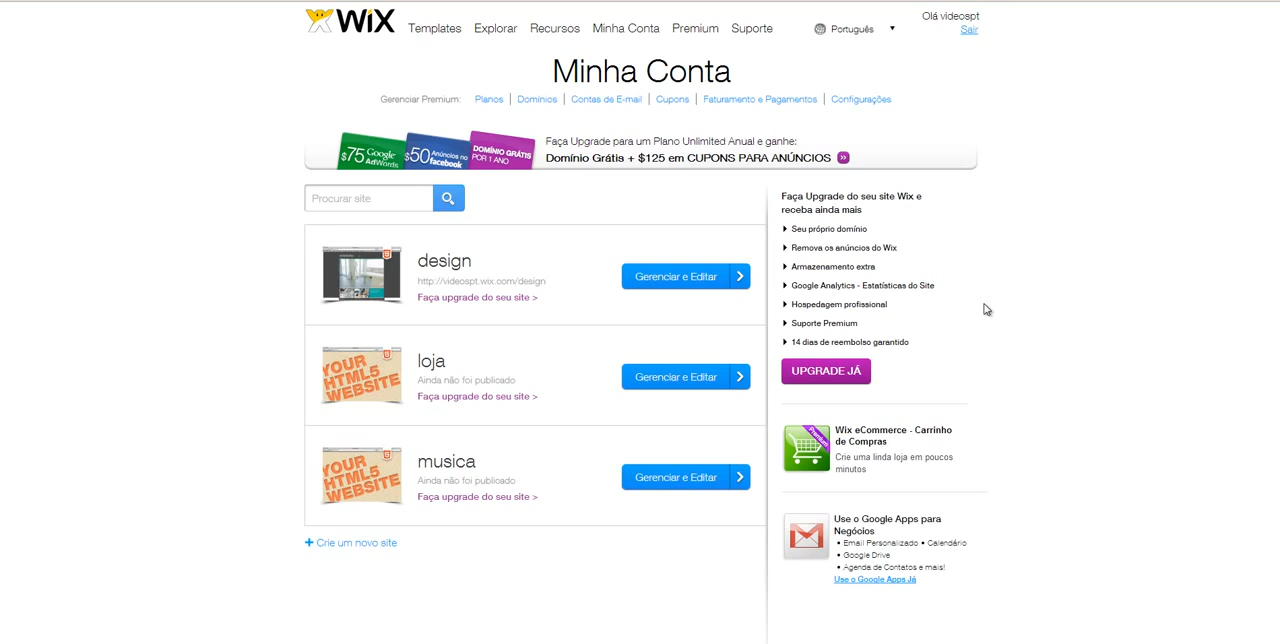 WiX
Templates Explorar Recursos Minha Conta Premium Suporte
Português
Olá videospt
Sair
Minha Conta
Gerenciar Premium: Planos | Domínios | Contas de E-mail | Cupons | Faturamento e Pagamentos | Configurações
$75 Google AdWords
$50 Anúncios no facebook
DOMÍNIO GRÁTIS
POR 1 ANO
Faça Upgrade para um Plano Unlimited Anual e ganhe:
Domínio Grátis + $125 em CUPONS PARA ANÚNCIOS
Procurar site
design
http://videospt.wix.com/design
Faça upgrade do seu site >
Gerenciar e Editar
YOUR
HTML5
WEBSITE
loja
Ainda não foi publicado
Faça upgrade do seu site >
Gerenciar e Editar
YOUR
HTML5
WEBSITE
musica
Ainda não foi publicado
Faça upgrade do seu site >
Gerenciar e Editar
+ Crie um novo site
Faça Upgrade do seu site Wix e
receba ainda mais
Seu próprio domínio
Remova os anúncios do Wix
Armazenamento extra
Google Analytics - Estatísticas do Site
Hospedagem profissional
Suporte Premium
14 dias de reembolso garantido
UPGRADE JÁ
Premium
Wix eCommerce - Carrinho
de Compras
Crie uma linda loja em poucos
minutos
Use o Google Apps para
Negócios
• Email Personalizado • Calendário
• Google Drive
• Agenda de Contatos e mais!
Use o Google Apps Já